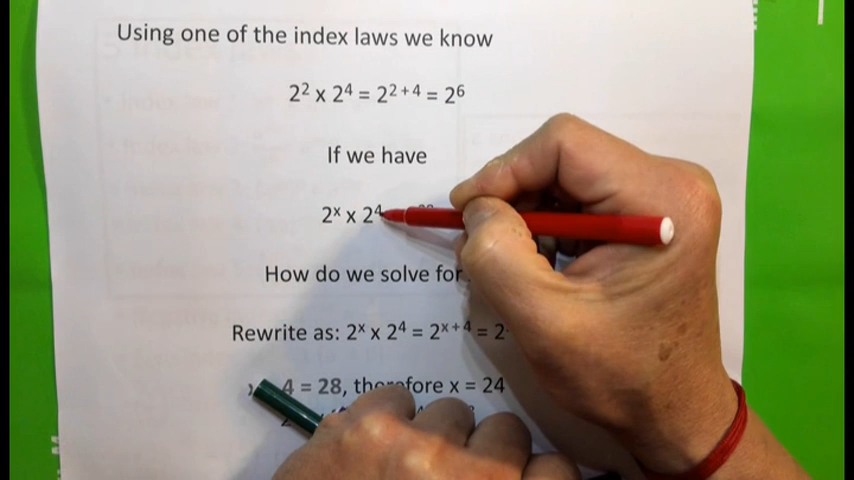 Using one of the index laws we know
2² x 2⁴ = 2²⁺⁴ = 2⁶
If we have
2ˣ x 2⁴
How do we solve for
Rewrite as: 2ˣ x 2⁴ = 2ˣ⁺⁴ = 2
4 = 28, therefore x = 24